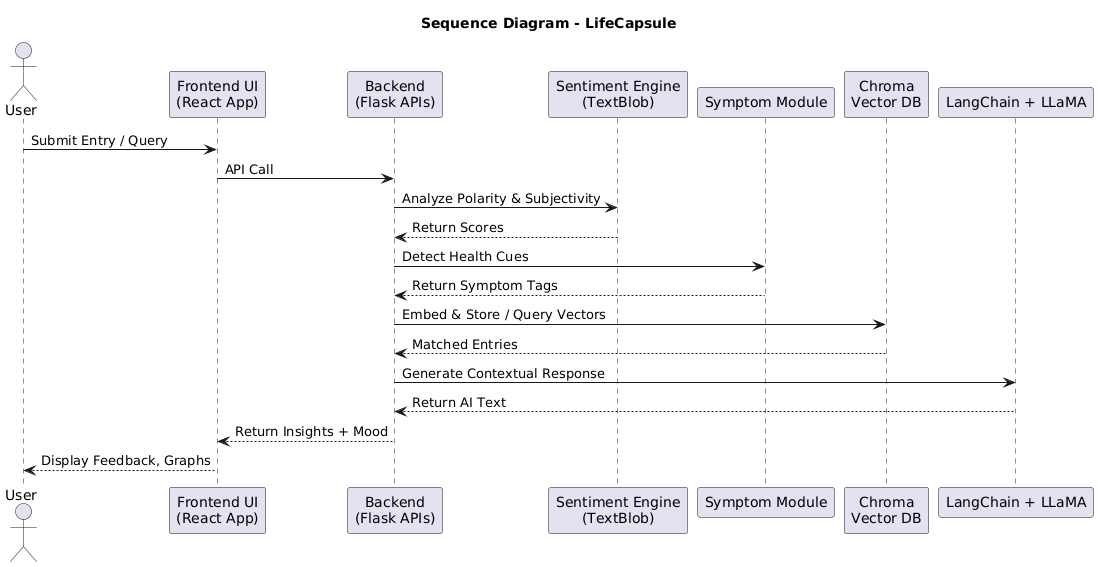 Sequence Diagram - LifeCapsule
User
Frontend UI
(React App)
Backend
(Flask APIs)
Sentiment Engine
(TextBlob)
Symptom Module
Chroma
Vector DB
LangChain + LLaMA
Submit Entry / Query
API Call
Analyze Polarity & Subjectivity
Return Scores
Detect Health Cues
Return Symptom Tags
Embed & Store / Query Vectors
Matched Entries
Generate Contextual Response
Return AI Text
Return Insights + Mood
Display Feedback, Graphs
User
Frontend UI
(React App)
Backend
(Flask APIs)
Sentiment Engine
(TextBlob)
Symptom Module
Chroma
Vector DB
LangChain + LLaMA